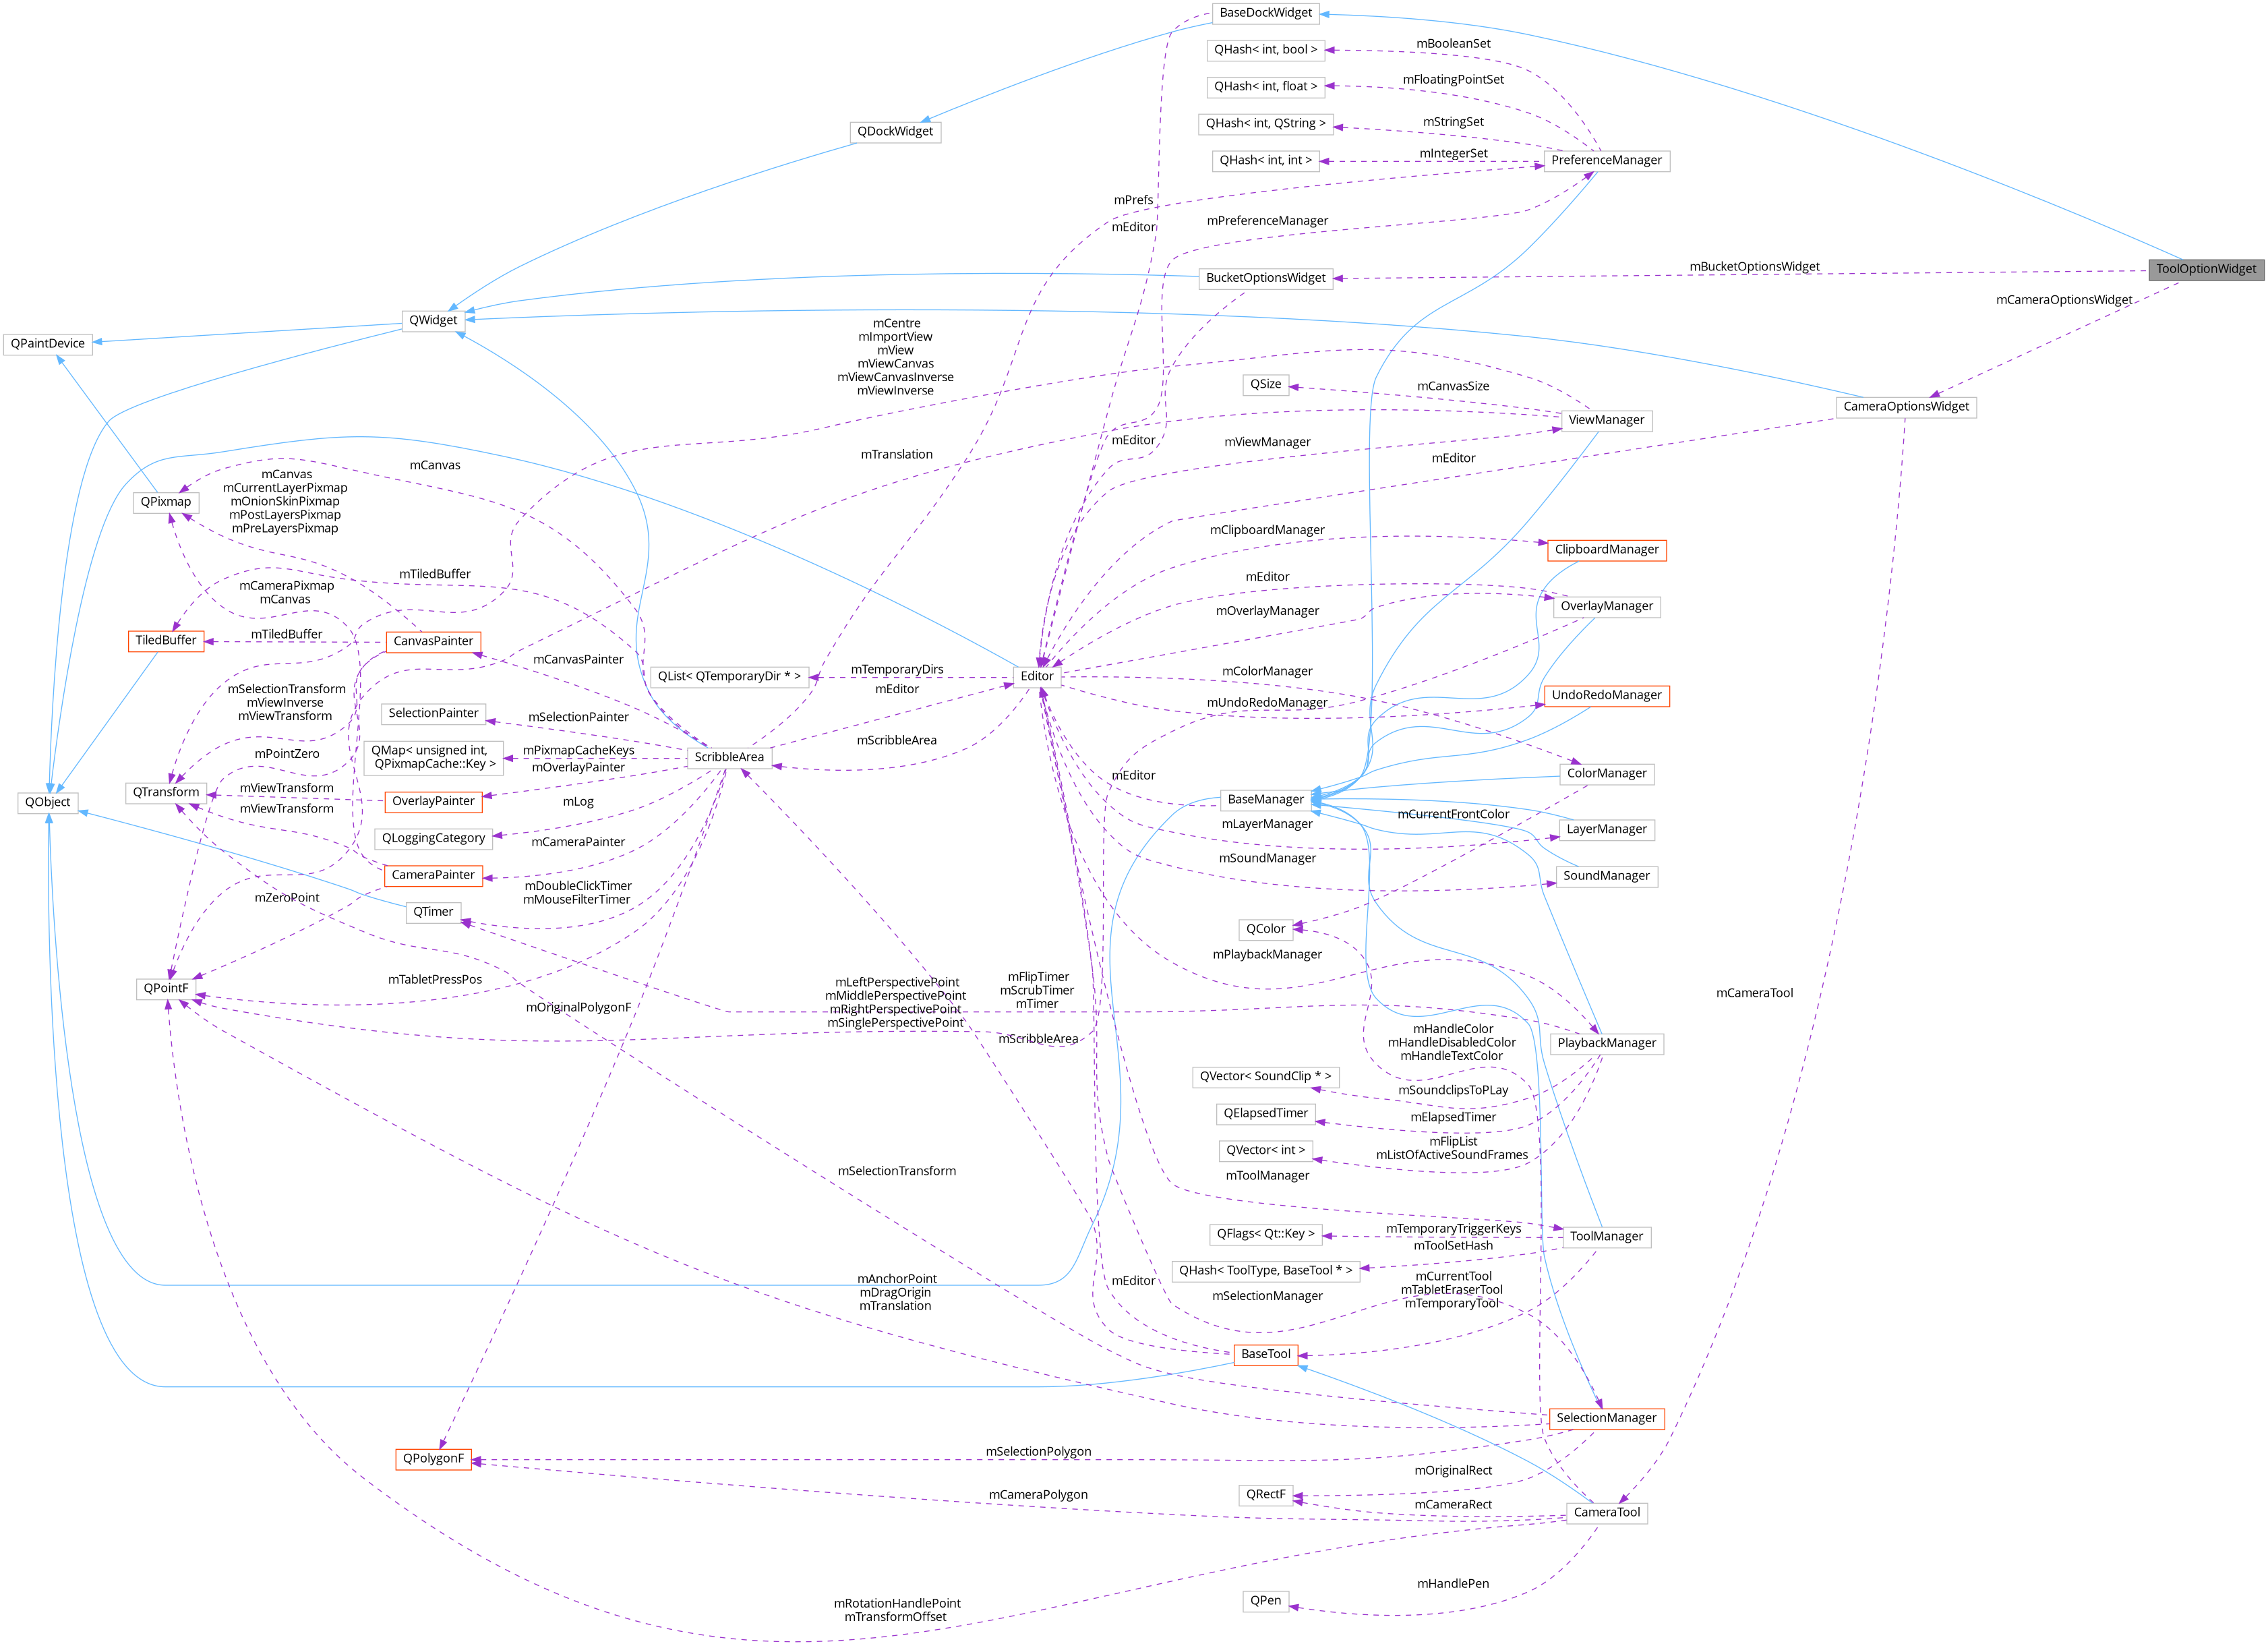 BaseDockWidget
QHash< int, bool >
mBooleanSet
QHash< int, float >
mFloatingPointSet
QHash< int, QString >
mStringSet
QDockWidget
QHash< int, int >
mIntegerSet
PreferenceManager
mPrefs
mEditor
mPreferenceManager
BucketOptionsWidget
mBucketOptionsWidget
ToolOptionWidget
mCameraOptionsWidget
QWidget
QPaintDevice
mCentre
mImportView
mView
mViewCanvas
mViewCanvasInverse
mViewInverse
QSize
mCanvasSize
CameraOptionsWidget
ViewManager
mEditor
mViewManager
mTranslation
mEditor
mCanvas
mCanvas
mCurrentLayerPixmap
mOnionSkinPixmap
mPostLayersPixmap
mPreLayersPixmap
QPixmap
mClipboardManager
ClipboardManager
mTiledBuffer
mEditor
mCameraPixmap
mCanvas
OverlayManager
mOverlayManager
TiledBuffer
mTiledBuffer
CanvasPainter
mCanvasPainter
QList< QTemporaryDir * >
mTemporaryDirs
Editor
mColorManager
mEditor
mSelectionTransform
mViewInverse
mViewTransform
SelectionPainter
mSelectionPainter
mUndoRedoManager
UndoRedoManager
mScribbleArea
mPointZero
QMap< unsigned int,
QPixmapCache::Key >
mPixmapCacheKeys
ScribbleArea
mOverlayPainter
mEditor
ColorManager
QTransform
mViewTransform
OverlayPainter
QObject
BaseManager
mLog
mViewTransform
mCurrentFrontColor
mLayerManager
LayerManager
QLoggingCategory
mCameraPainter
mSoundManager
SoundManager
CameraPainter
mDoubleClickTimer
mMouseFilterTimer
mZeroPoint
QTimer
QColor
mPlaybackManager
QPointF
mTabletPressPos
mLeftPerspectivePoint
mMiddlePerspectivePoint
mRightPerspectivePoint
mSinglePerspectivePoint
mFlipTimer
mScrubTimer
mTimer
mCameraTool
mOriginalPolygonF
mScribbleArea
mHandleColor
mHandleDisabledColor
mHandleTextColor
PlaybackManager
QVector< SoundClip * >
mSoundclipsToPLay
QElapsedTimer
mElapsedTimer
QVector< int >
mFlipList
mListOfActiveSoundFrames
mSelectionTransform
mToolManager
QFlags< Qt::Key >
mTemporaryTriggerKeys
ToolManager
mToolSetHash
QHash< ToolType, BaseTool * >
mAnchorPoint
mDragOrigin
mTranslation
mEditor
mSelectionManager
mCurrentTool
mTabletEraserTool
mTemporaryTool
BaseTool
SelectionManager
QPolygonF
mSelectionPolygon
mOriginalRect
mCameraPolygon
QRectF
mCameraRect
CameraTool
mHandlePen
QPen
mRotationHandlePoint
mTransformOffset